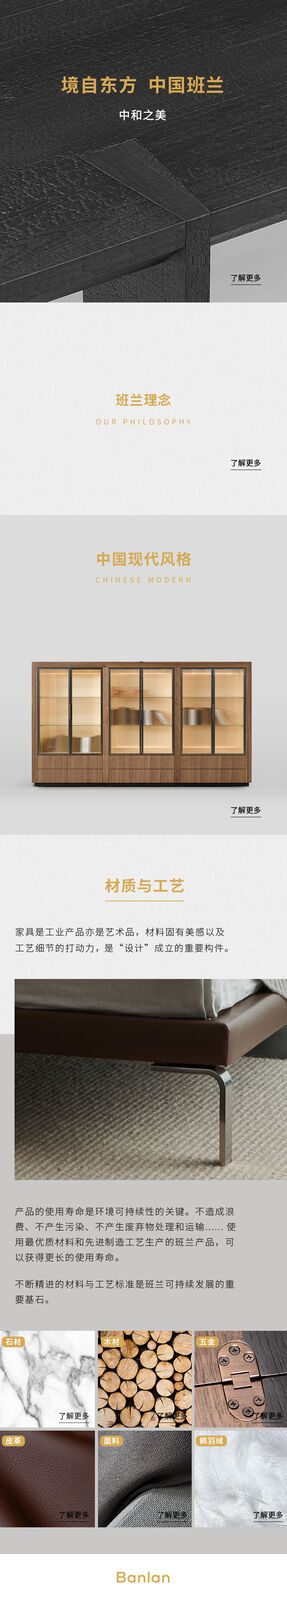 境自东方 中国班兰
中和之美
了解更多
班兰理念
OUR PHILOSOPHY
了解更多
中国现代风格
CHINESE MODERN
了解更多
材质与工艺
家具是工业产品亦是艺术品，材料固有美感以及
工艺细节的打动力，是“设计”成立的重要构件。
产品的使用寿命是环境可持续性的关键。不造成浪
费、不产生污染、不产生废弃物处理和运输...... 使
用最优质材料和先进制造工艺生产的班兰产品，可
以获得更长的使用寿命。
不断精进的材料与工艺标准是班兰可持续发展的重
要基石。
石材
木材
五金
了解更多
了解更多
了解更多
皮革
面料
鹅羽绒
了解更多
了解更多
了解更多
Banlan